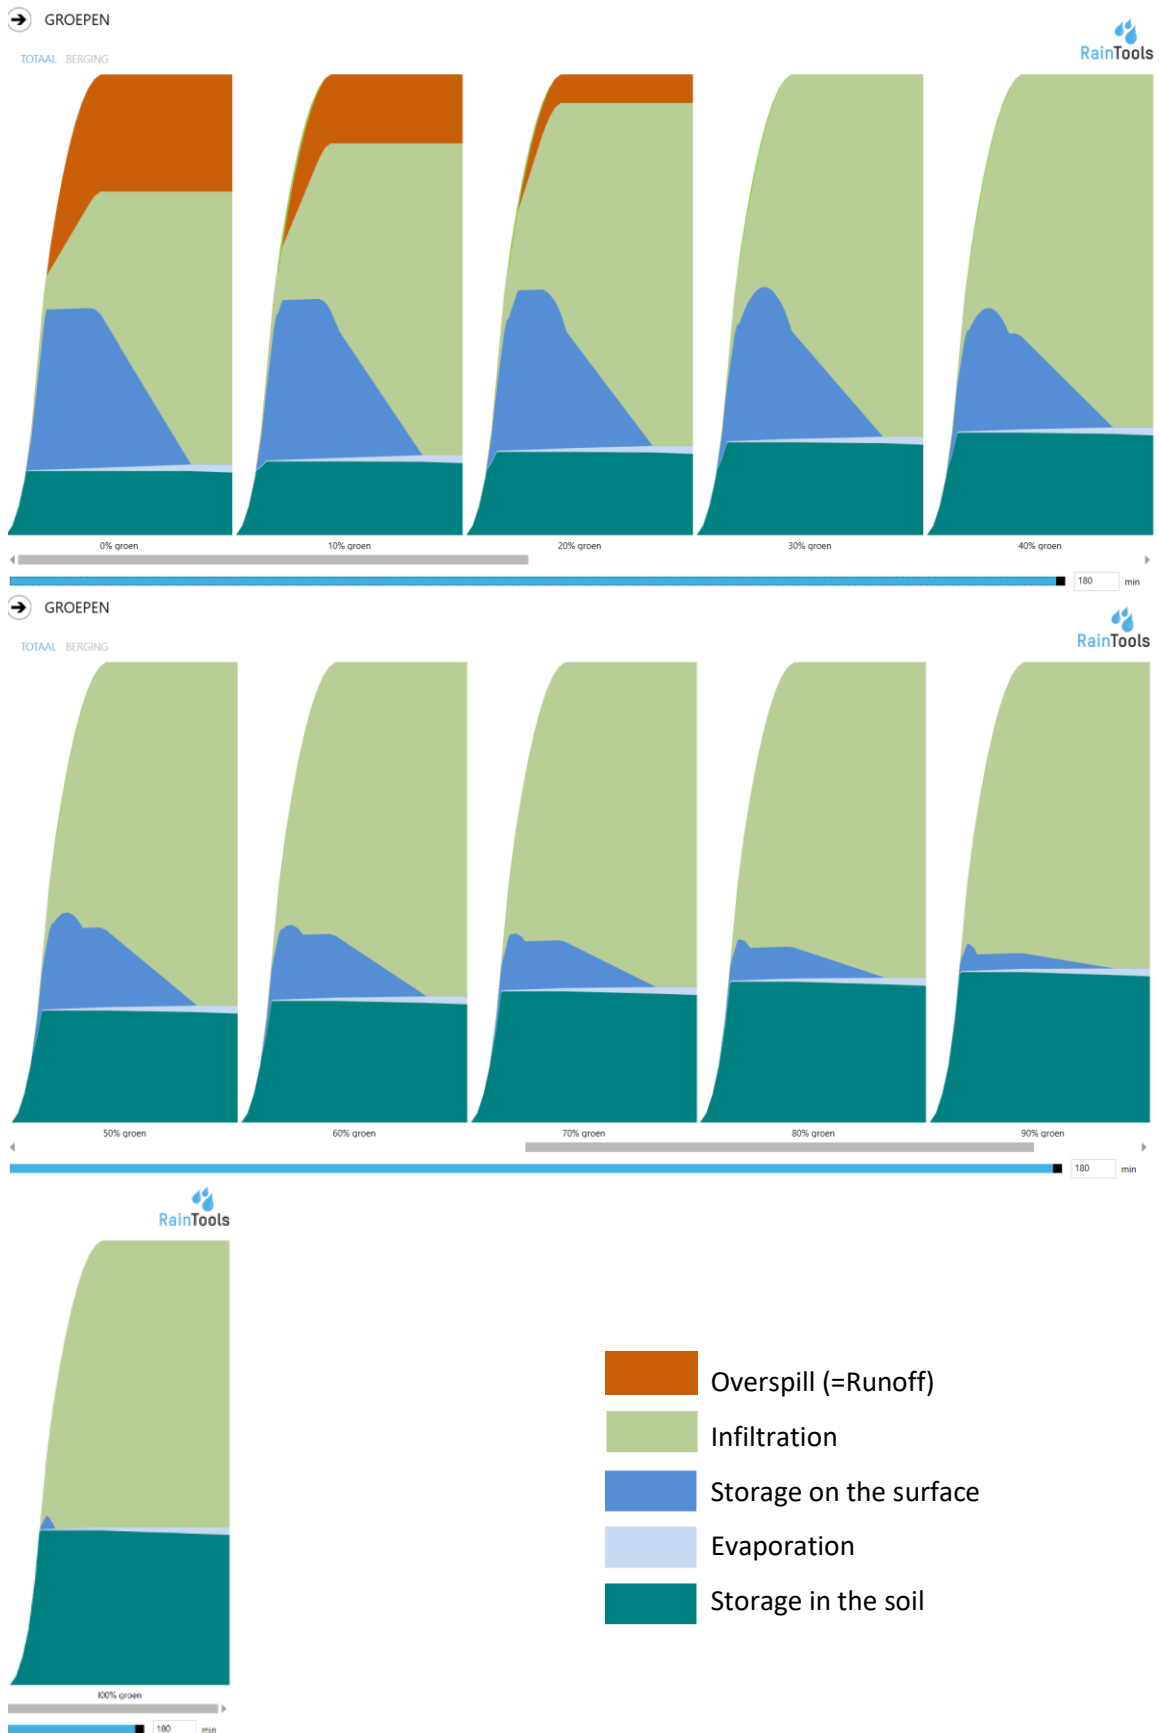 GROEPEN
TOTAAL BERGING
RainTools
0% groen
10% groen
20% groen
30% groen
40% groen
180 min
GROEPEN
TOTAAL BERGING
RainTools
50% groen
60% groen
70% groen
80% groen
90% groen
180 min
RainTools
100% groen
180 min
Overspill (=Runoff)
Infiltration
Storage on the surface
Evaporation
Storage in the soil